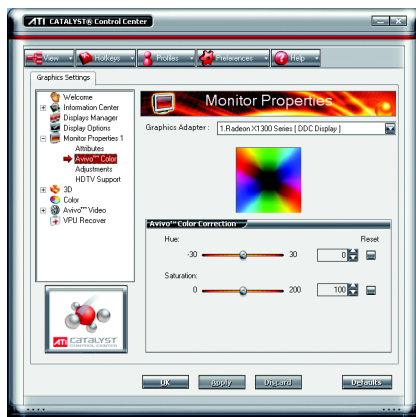 ATI CATALYST® Control Center
View Hotkeys Profiles Preferences Help
Graphics Settings
Welcome
Information Center
Displays Manager
Display Options
Monitor Properties 1
Attributes
Avivo™ Color
Adjustments
HDTV Support
3D
Color
Avivo™ Video
VPU Recover
ATI CATALYST
CONTROL CENTER
Monitor Properties
Graphics Adapter : 1.Radeon X1300 Series [ DDC Display ]
Avivo™ Color Correction
Hue: Reset
-30 30 0
Saturation:
0 200 100
OK Apply Discard Defaults